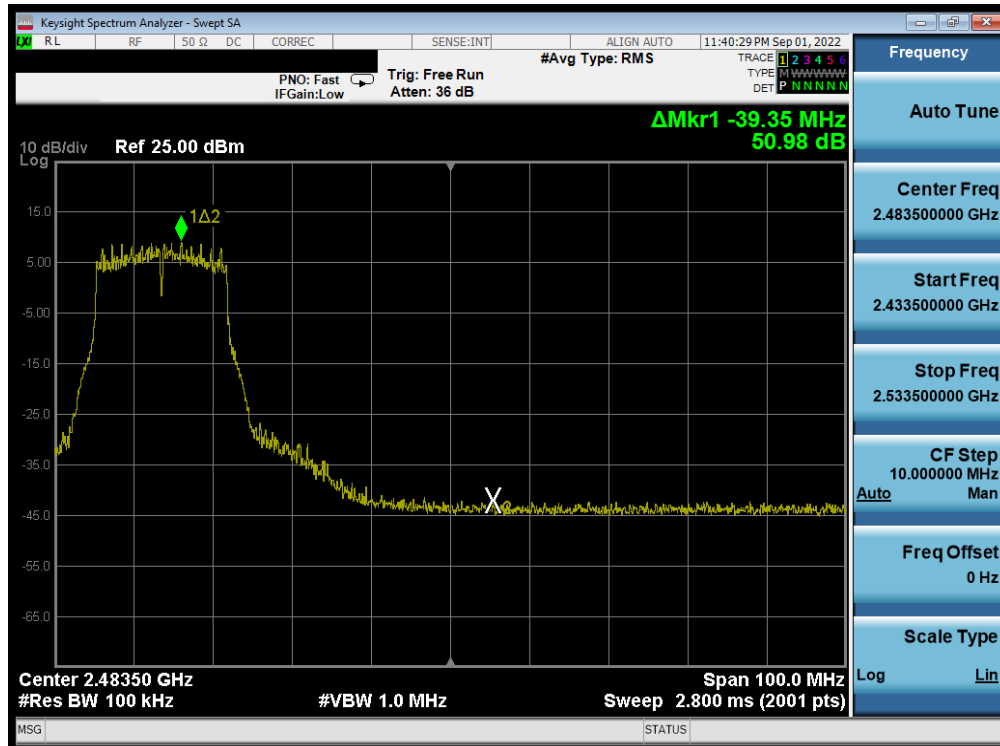 Keysight Spectrum Analyzer - Swept SA
LXI RL RF 50 Ω DC CORREC SENSE:INT ALIGN AUTO 11:40:29 PM Sep 01, 2022
PNO: Fast
IFGain:Low
Trig: Free Run
Atten: 36 dB
#Avg Type: RMS
TRACE 1 2 3 4 5 6
TYPE M WWWWW
DET P N N N N N
ΔMkr1 -39.35 MHz
50.98 dB
10 dB/div Ref 25.00 dBm
Log
15.0
1Δ2
5.00
-5.00
-15.0
-25.0
-35.0
X2
-45.0
-55.0
-65.0
Center 2.48350 GHz Span 100.0 MHz
#Res BW 100 kHz #VBW 1.0 MHz Sweep 2.800 ms (2001 pts)
MSG STATUS
Frequency
Auto Tune
Center Freq
2.483500000 GHz
Start Freq
2.433500000 GHz
Stop Freq
2.533500000 GHz
CF Step
10.000000 MHz
Auto Man
Freq Offset
0 Hz
Scale Type
Log Lin